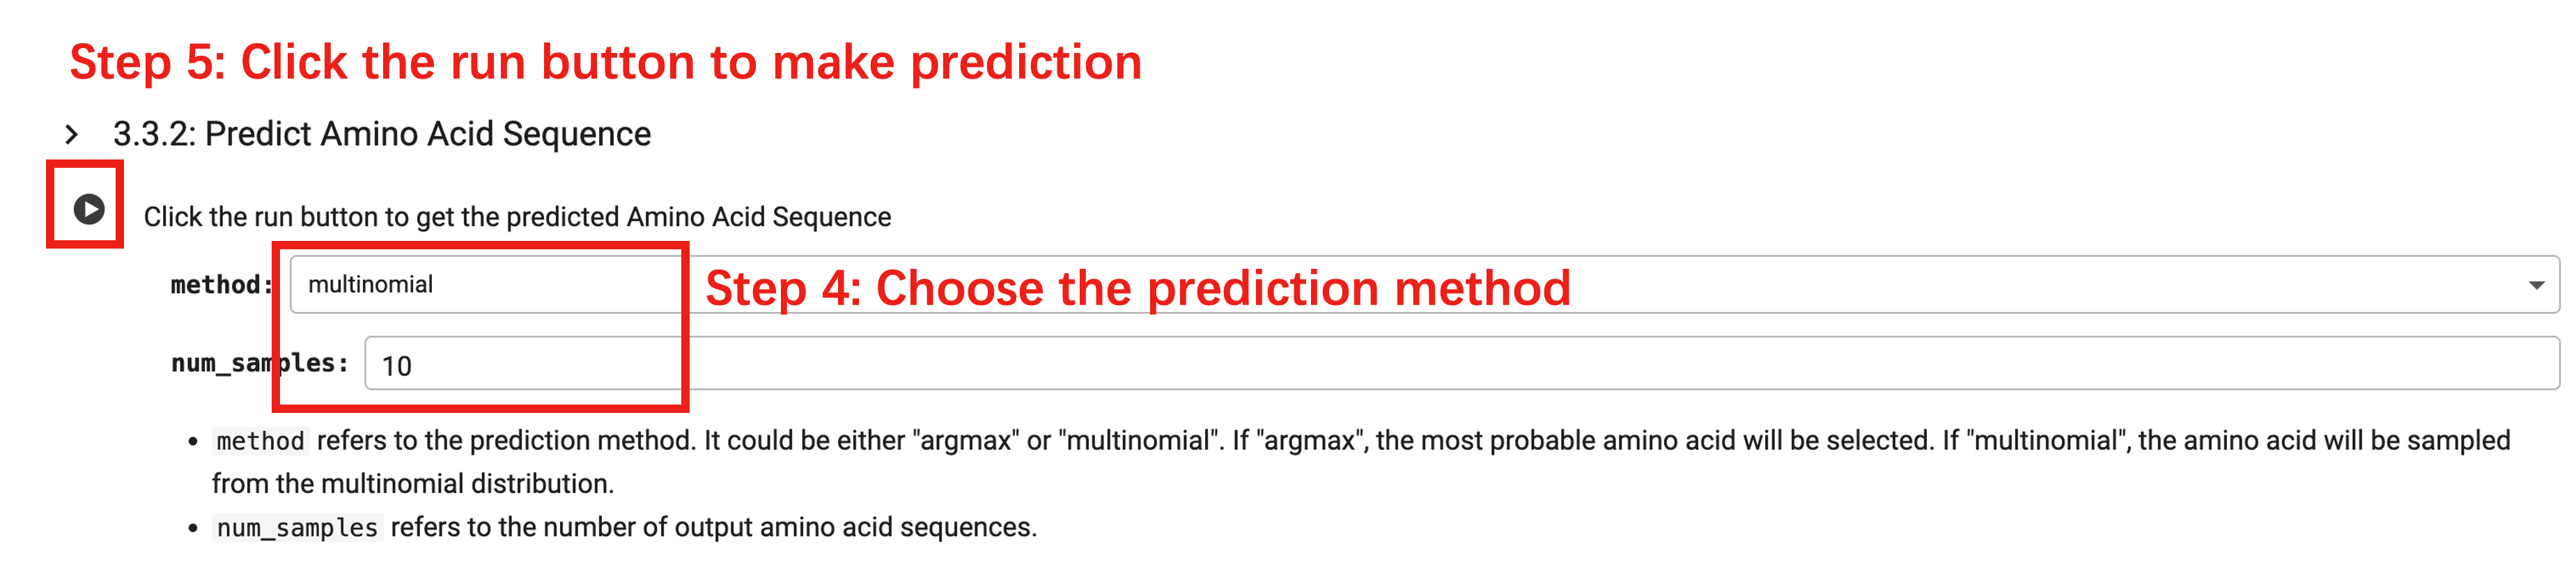 Step 5: Click the run button to make prediction
3.3.2: Predict Amino Acid Sequence
Click the run button to get the predicted Amino Acid Sequence
method: multinomial
Step 4: Choose the prediction method
num_samples: 10
• method refers to the prediction method. It could be either "argmax" or "multinomial". If "argmax", the most probable amino acid will be selected. If "multinomial", the amino acid will be sampled
from the multinomial distribution.
• num_samples refers to the number of output amino acid sequences.